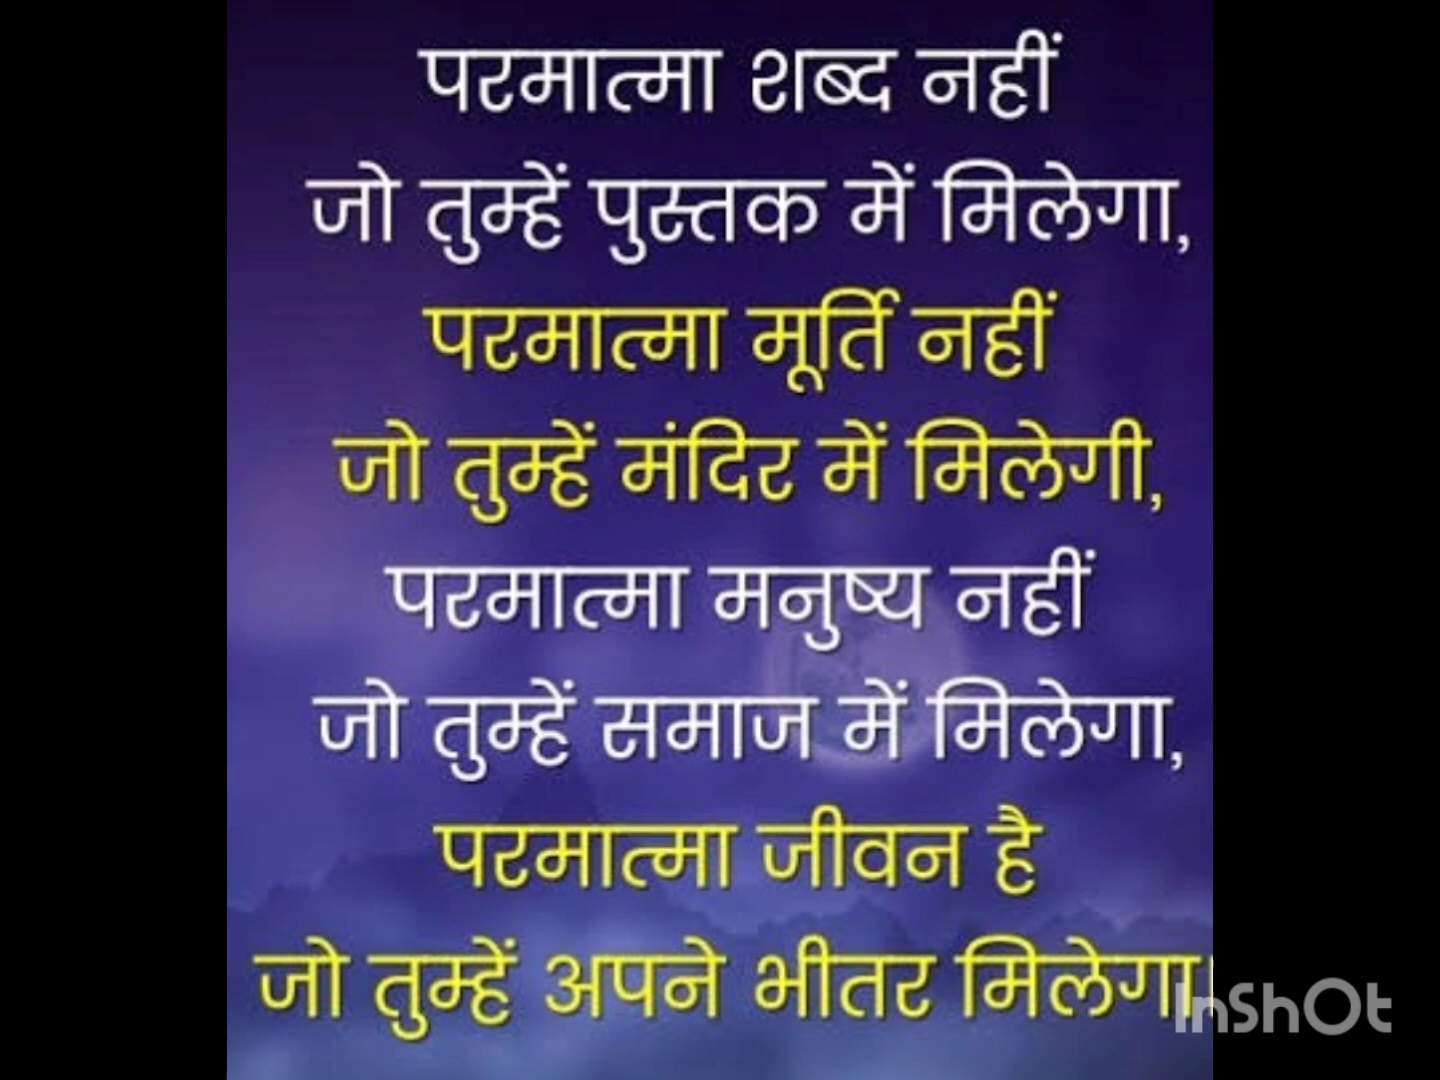 परमात्मा शब्द नहीं
जो तुम्हें पुस्तक में मिलेगा,
परमात्मा मूर्ति नहीं
जो तुम्हें मंदिर में मिलेगी,
परमात्मा मनुष्य नहीं
जो तुम्हें समाज में मिलेगा,
परमात्मा जीवन है
जो तुम्हें अपने भीतर मिलेगा।
InShOt